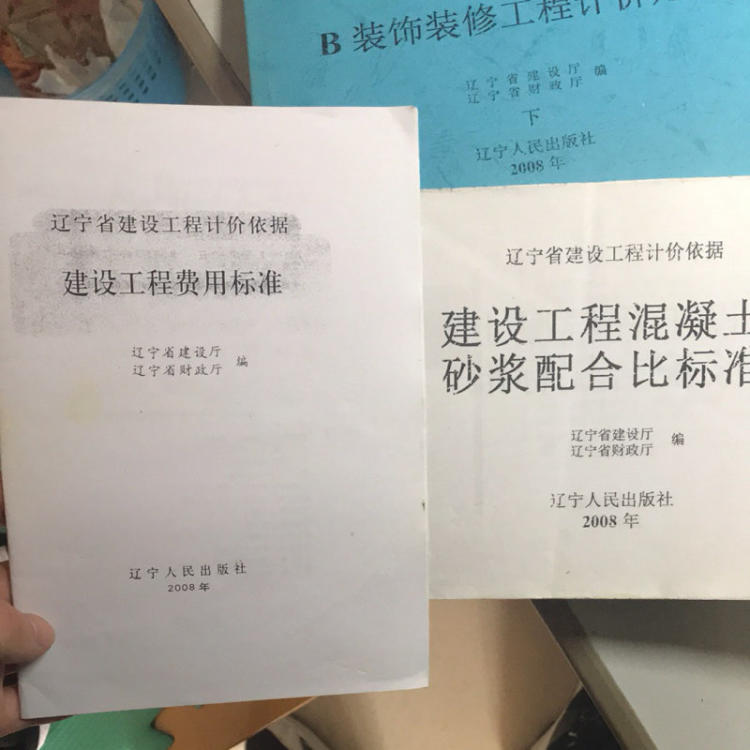 B 装饰装修工程计价
辽宁省建设厅
辽宁省财政厅 编
下
辽宁人民出版社
2008年
辽宁省建设工程计价依据
建设工程费用标准
辽宁省建设厅
辽宁省财政厅 编
辽宁人民出版社
2008年
辽宁省建设工程计价依据
建设工程混凝土
砂浆配合比标准
辽宁省建设厅
辽宁省财政厅 编
辽宁人民出版社
2008年